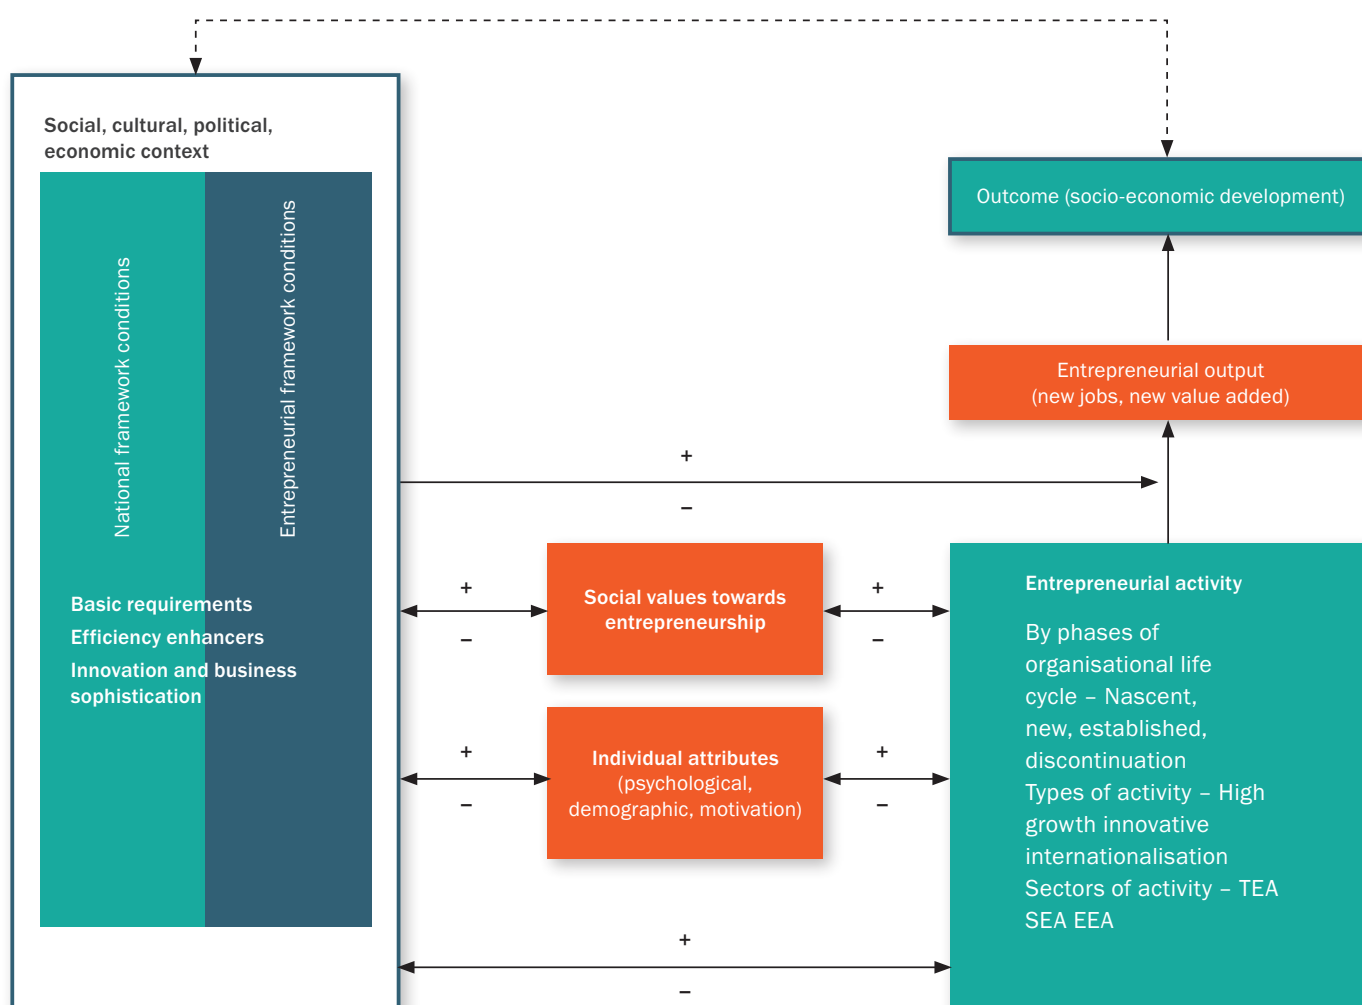 Social, cultural, political,
economic context
National framework conditions
Entrepreneurial framework conditions
Basic requirements
Efficiency enhancers
Innovation and business
sophistication
Outcome (socio-economic development)
Entrepreneurial output
(new jobs, new value added)
+
–
+
–
Social values towards
entrepreneurship
+
–
+
–
Individual attributes
(psychological,
demographic, motivation)
+
–
+
–
Entrepreneurial activity
By phases of
organisational life
cycle – Nascent,
new, established,
discontinuation
Types of activity – High
growth innovative
internationalisation
Sectors of activity – TEA
SEA EEA